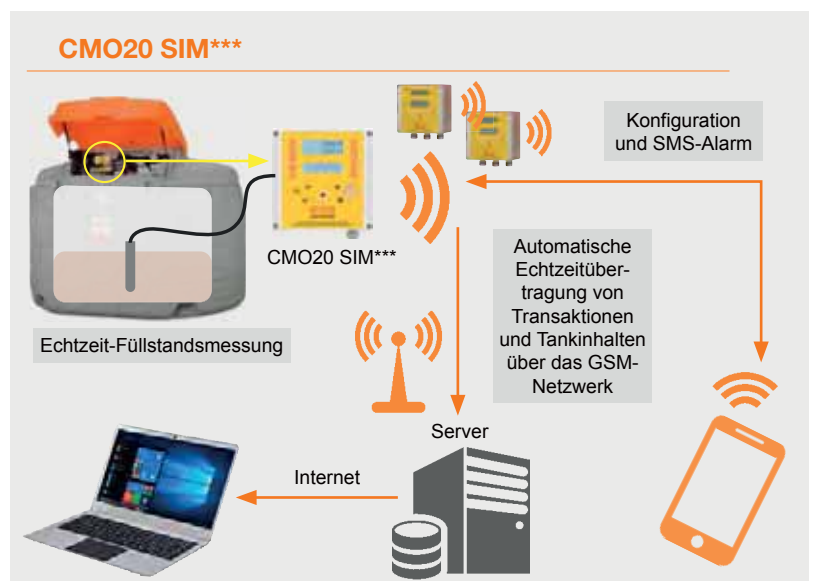 CMO20 SIM***
Konfiguration
und SMS-Alarm
CMO20 SIM***
Automatische
Echtzeitüber-
tragung von
Transaktionen
und Tankinhalten
über das GSM-
Netzwerk
Echtzeit-Füllstandsmessung
Server
Internet